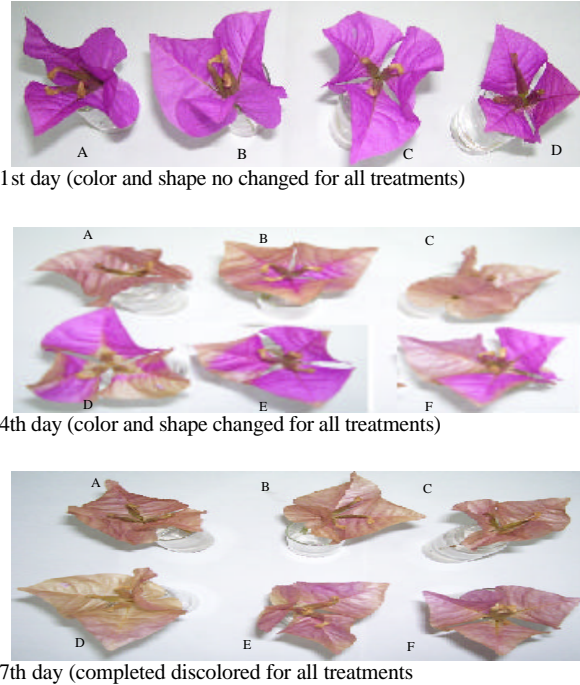 A
B
C
D
1st day (color and shape no changed for all treatments)
A
B
C
D
E
F
4th day (color and shape changed for all treatments)
A
B
C
D
E
F
7th day (completed discolored for all treatments